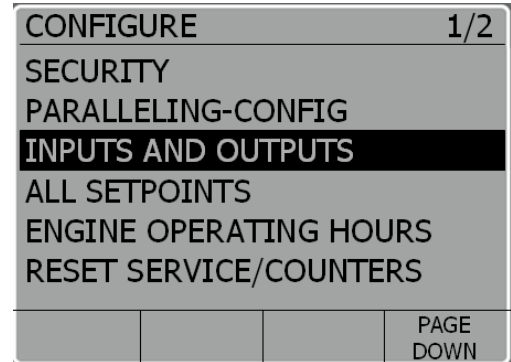 CONFIGURE 1/2
SECURITY
PARALLELING-CONFIG
INPUTS AND OUTPUTS
ALL SETPOINTS
ENGINE OPERATING HOURS
RESET SERVICE/COUNTERS
PAGE
DOWN